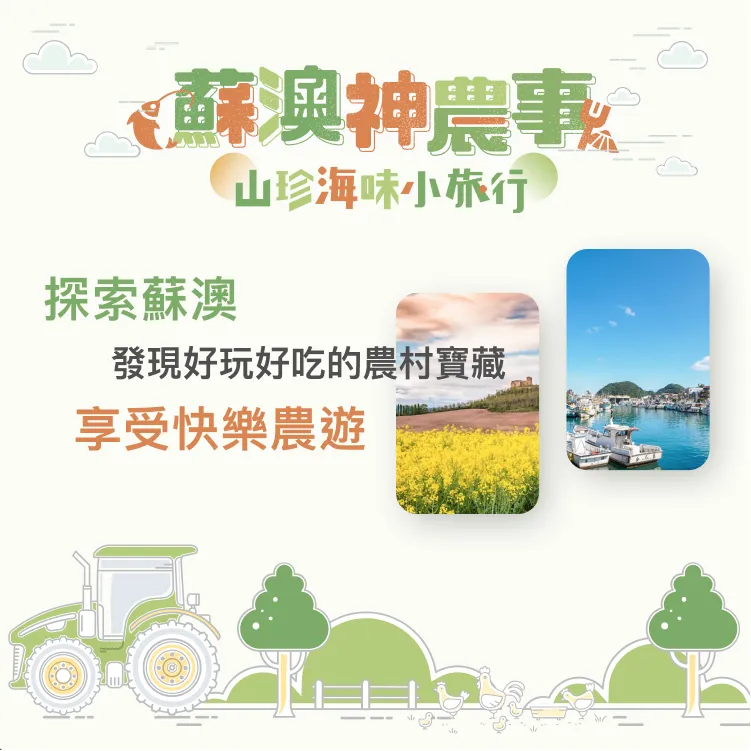 蘇澳神農事
山珍海味小旅行
探索蘇澳
發現好玩好吃的農村寶藏
享受快樂農遊